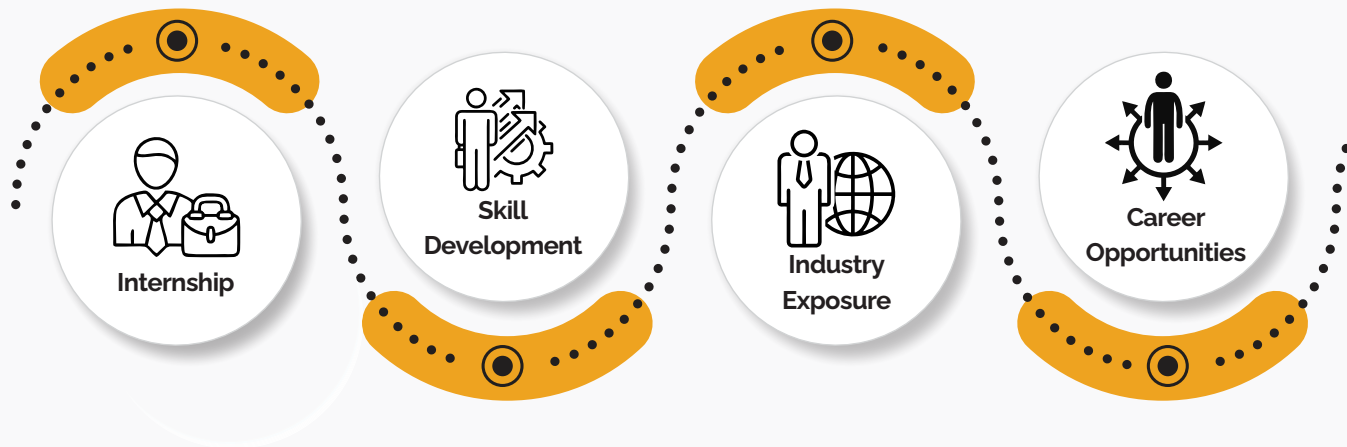 Internship
Skill
Development
Industry
Exposure
Career
Opportunities